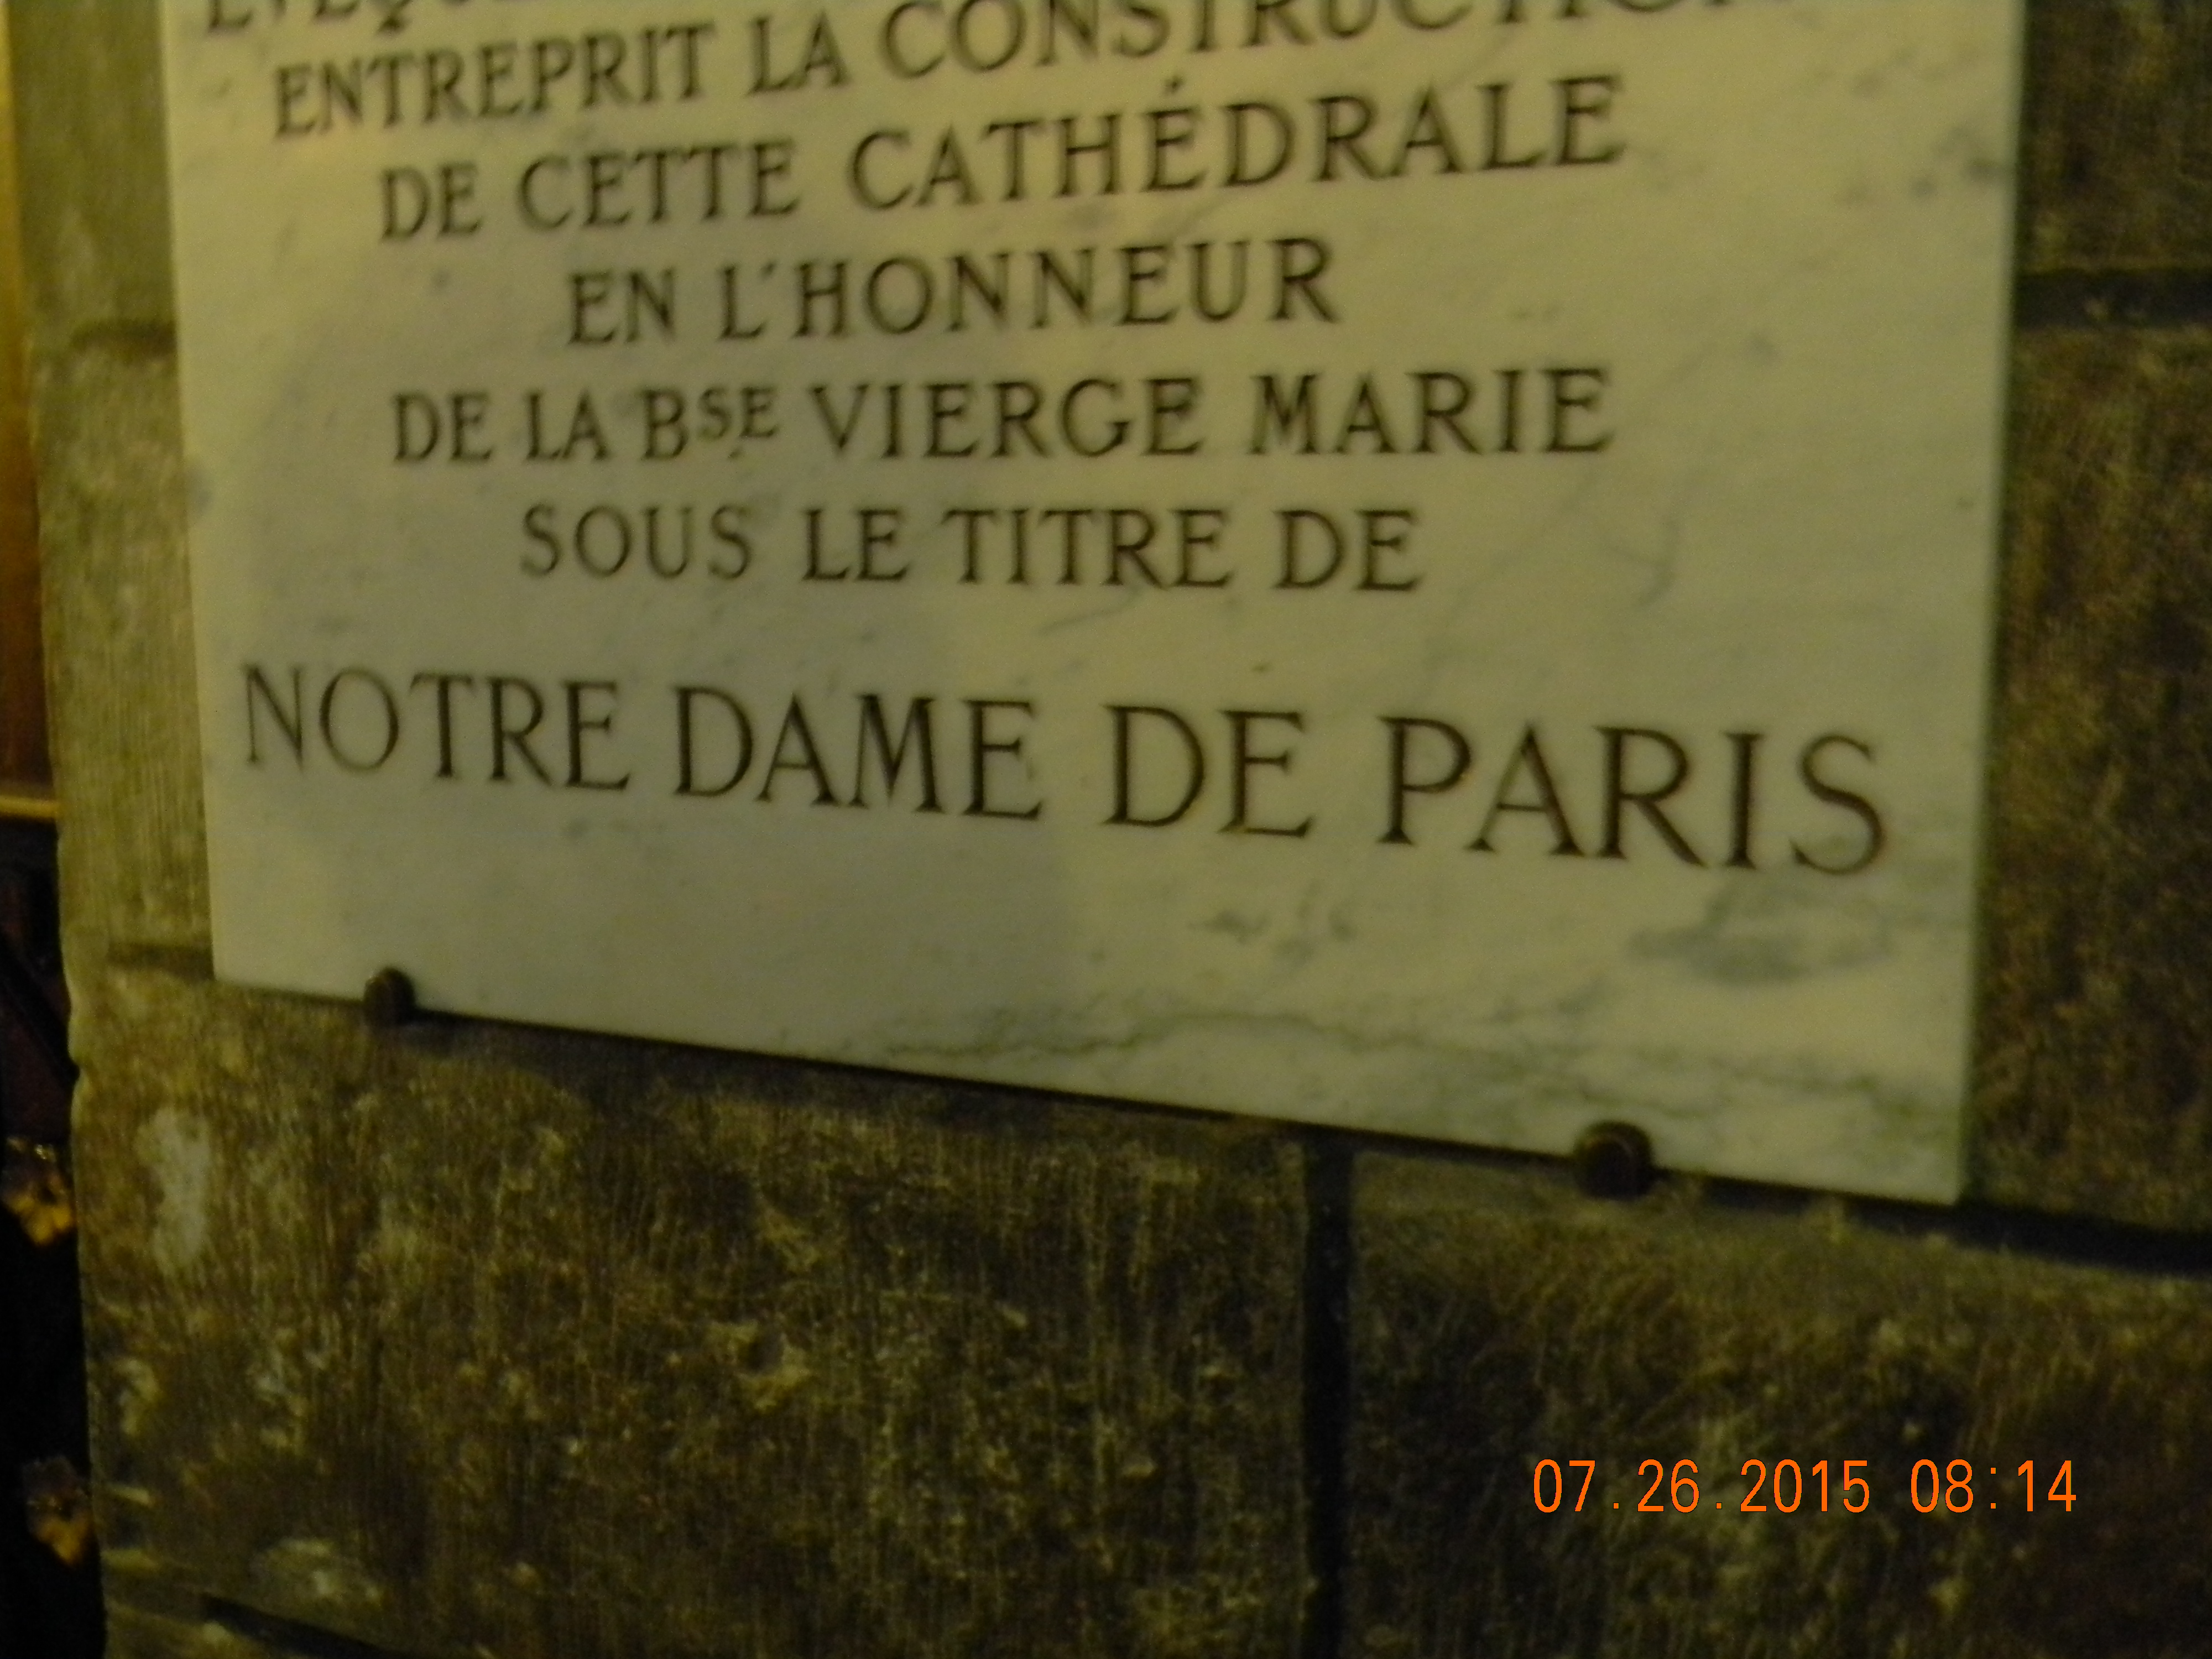 ENTREPRIT LA CONSTRUCTION
DE CETTE CATHÉDRALE
EN L'HONNEUR
DE LA BSE VIERGE MARIE
SOUS LE TITRE DE
NOTRE DAME DE PARIS
07.26.2015 08:14